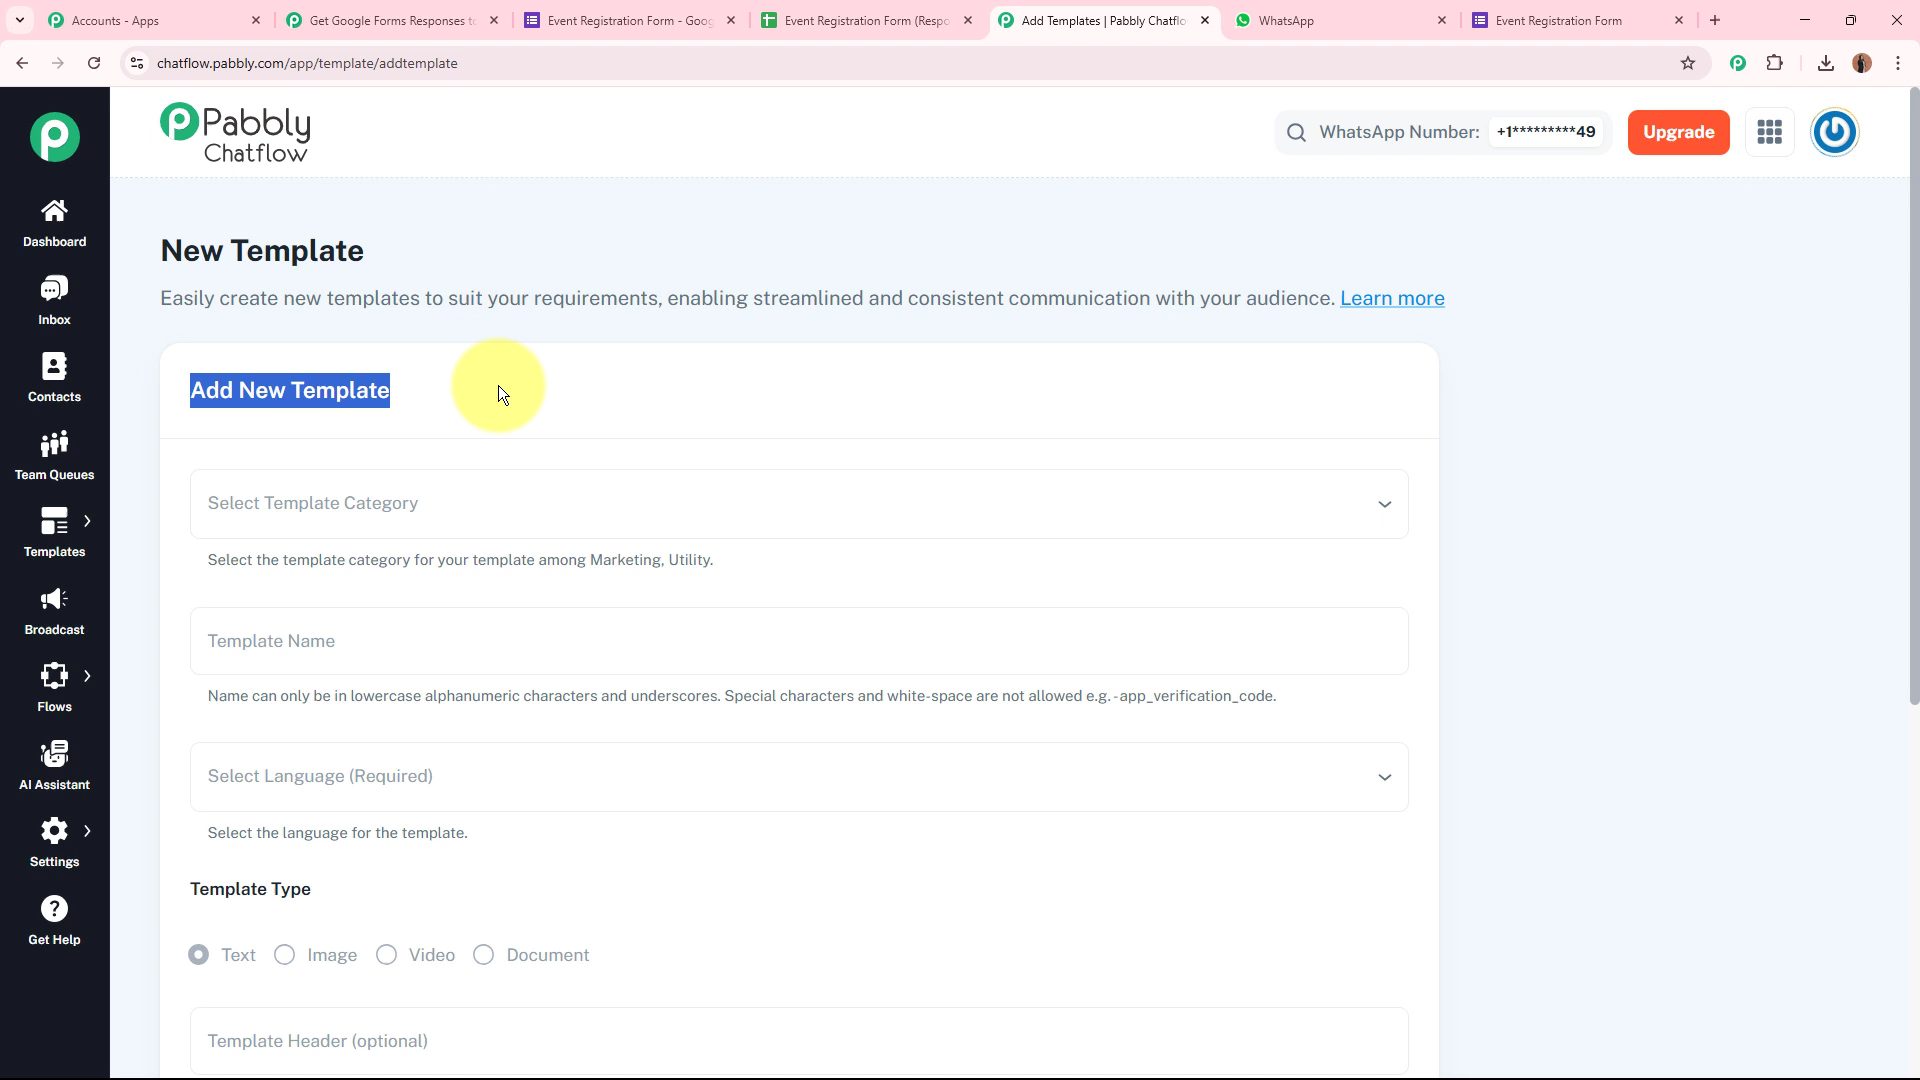 Accounts - Apps
Get Google Forms Responses to
Event Registration Form - Goog
Event Registration Form (Respo
Add Templates | Pabbly Chatflo
WhatsApp
Event Registration Form
chatflow.pabbly.com/app/template/addtemplate
Pabbly
Chatflow
WhatsApp Number: +1*********49
Upgrade
Dashboard
Inbox
Contacts
Team Queues
Templates
Broadcast
Flows
AI Assistant
Settings
Get Help
New Template
Easily create new templates to suit your requirements, enabling streamlined and consistent communication with your audience. Learn more
Add New Template
Select Template Category
Select the template category for your template among Marketing, Utility.
Template Name
Name can only be in lowercase alphanumeric characters and underscores. Special characters and white-space are not allowed e.g. - app_verification_code.
Select Language (Required)
Select the language for the template.
Template Type
Text
Image
Video
Document
Template Header (optional)